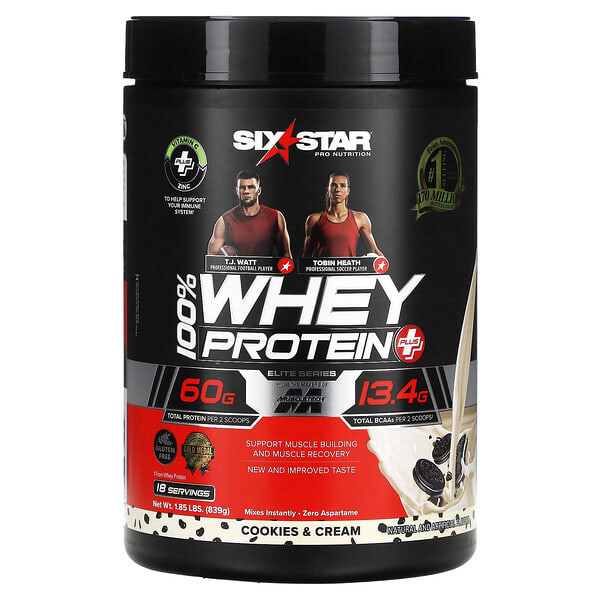 SIX STAR
PRO NUTRITION
VITAMIN C
PLUS
ZINC
TO HELP SUPPORT
YOUR IMMUNE
SYSTEM
#1
170 MILLION
T.J. WATT
PROFESSIONAL FOOTBALL PLAYER
TOBIN HEATH
PROFESSIONAL SOCCER PLAYER
100% WHEY
PROTEIN PLUS
ELITE SERIES
60G
TOTAL PROTEIN PER 2 SCOOPS
MUSCLETECH
13.4G
TOTAL BCAAs PER 2 SCOOPS
SUPPORT MUSCLE BUILDING
AND MUSCLE RECOVERY
NEW AND IMPROVED TASTE
GLUTEN
FREE
GOLD MEDAL
18 SERVINGS
Net Wt. 1.85 LBS. (839g)
Mixes Instantly • Zero Aspartame
COOKIES & CREAM
NATURAL AND ARTIFICIAL